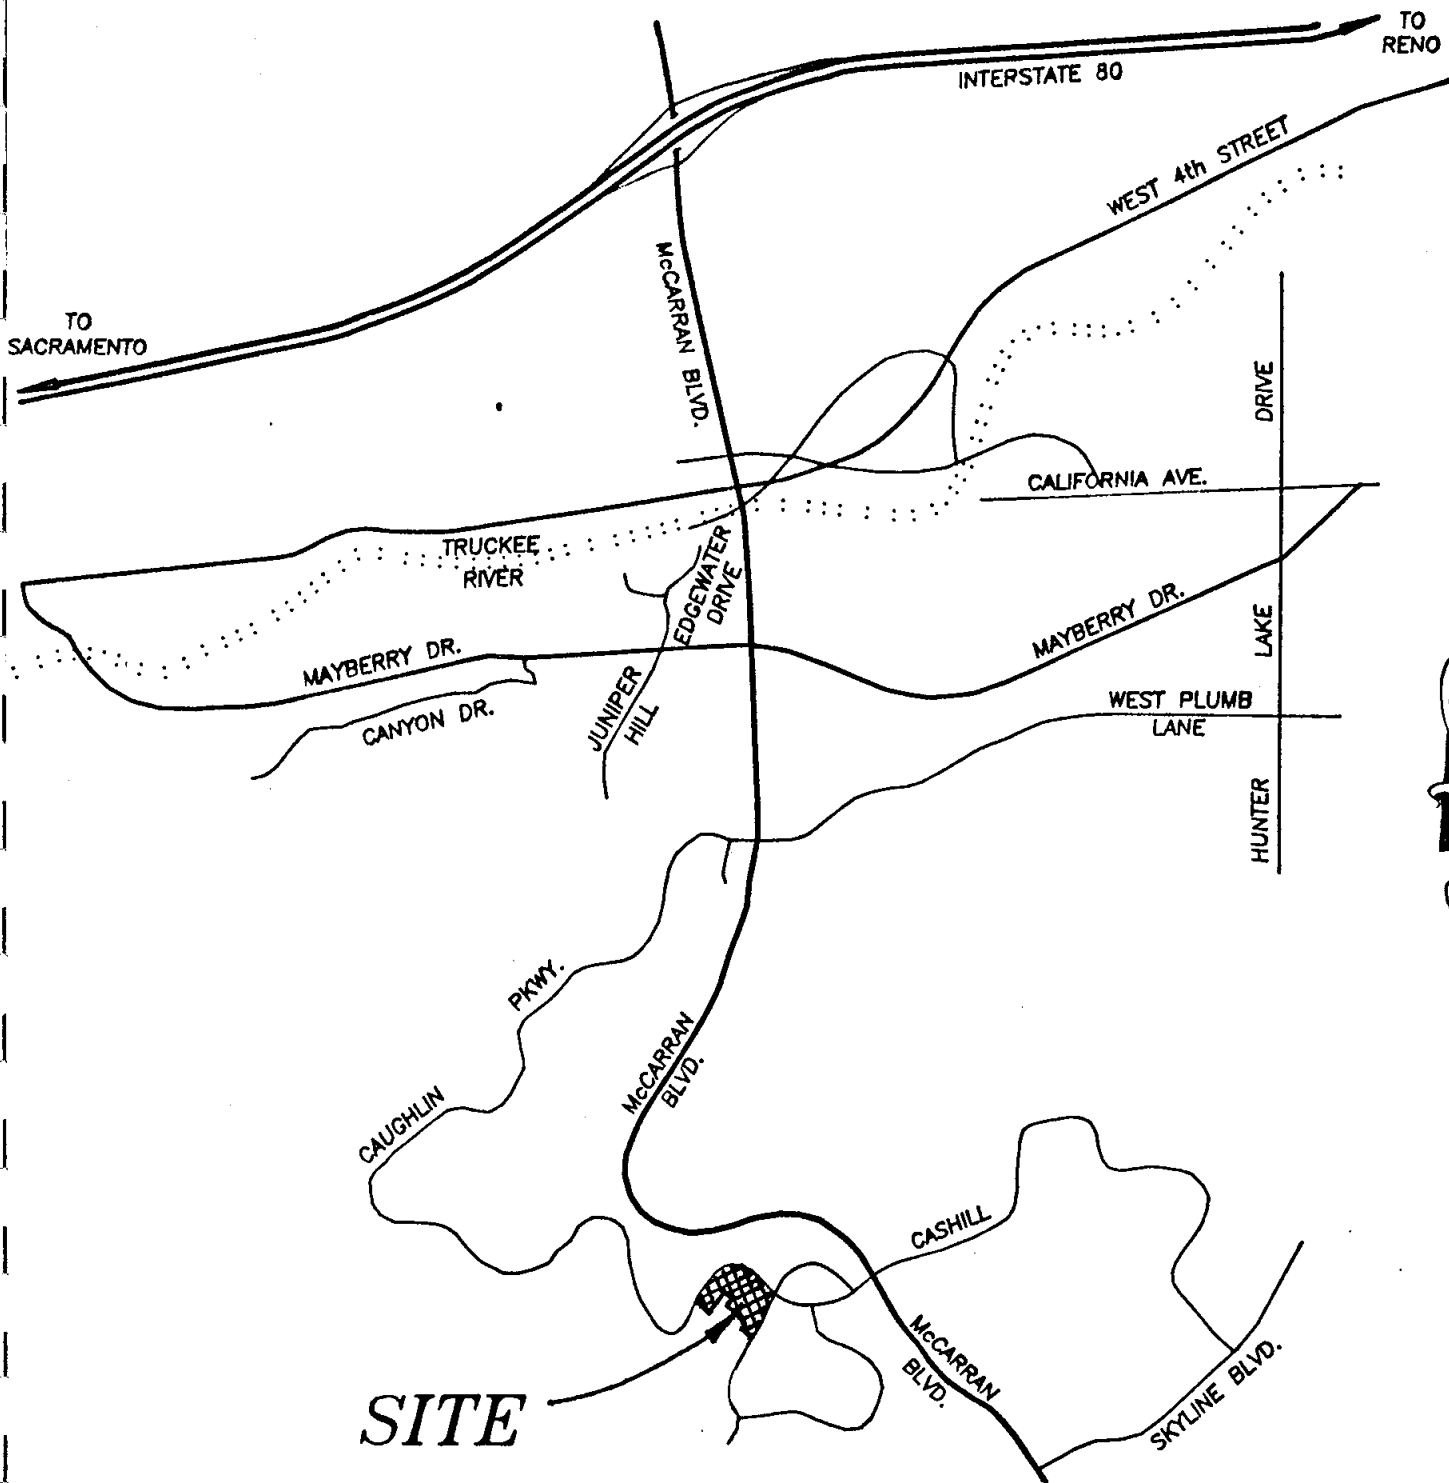 TO
RENO
INTERSTATE 80
WEST 4th STREET
McCARRAN BLVD.
TO
SACRAMENTO
DRIVE
CALIFORNIA AVE.
TRUCKEE
RIVER
EDGEWATER
DRIVE
MAYBERRY DR.
MAYBERRY DR.
LAKE
CANYON DR.
JUNIPER
HILL
WEST PLUMB
LANE
HUNTER
PKWY.
McCARRAN
BLVD.
CAUGHLIN
CASHILL
McCARRAN
BLVD.
SKYLINE BLVD.
SITE